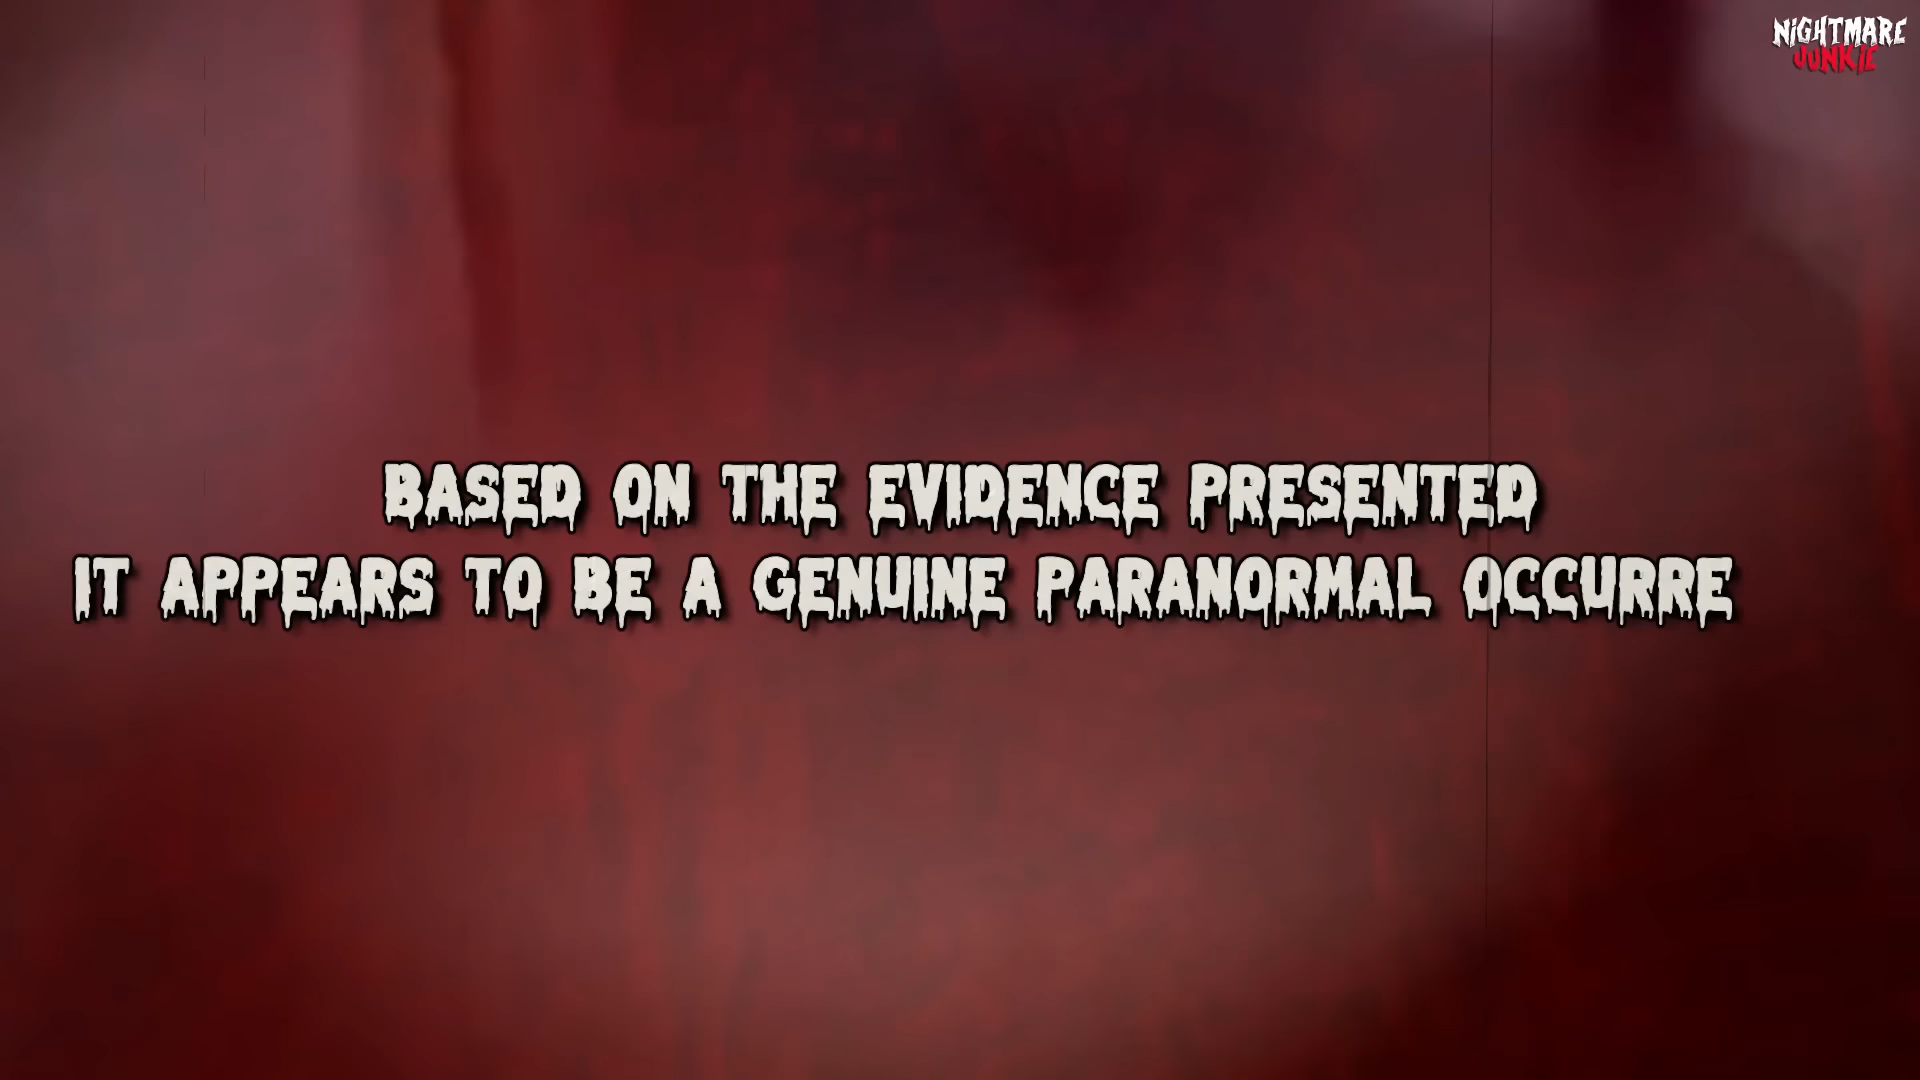 NIGHTMARE
JUNKIE
BASED ON THE EVIDENCE PRESENTED
IT APPEARS TO BE A GENUINE PARANORMAL OCCURRE